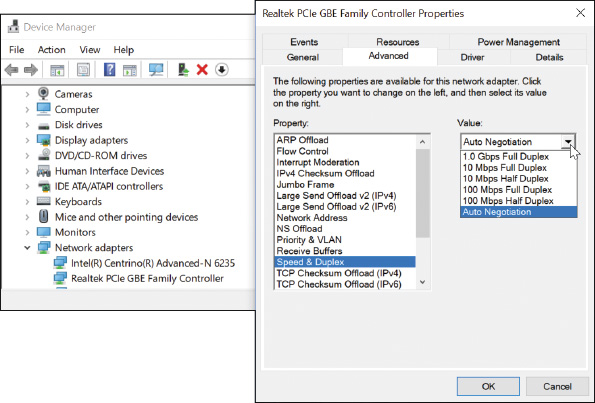 Device Manager
File Action View Help
Cameras
Computer
Disk drives
Display adapters
DVD/CD-ROM drives
Human Interface Devices
IDE ATA/ATAPI controllers
Keyboards
Mice and other pointing devices
Monitors
Network adapters
Intel(R) Centrino(R) Advanced-N 6235
Realtek PCIe GBE Family Controller
Realtek PCIe GBE Family Controller Properties
Events Resources Power Management
General Advanced Driver Details
The following properties are available for this network adapter. Click
the property you want to change on the left, and then select its value
on the right.
Property:
ARP Offload
Flow Control
Interrupt Moderation
IPv4 Checksum Offload
Jumbo Frame
Large Send Offload v2 (IPv4)
Large Send Offload v2 (IPv6)
Network Address
NS Offload
Priority & VLAN
Receive Buffers
Speed & Duplex
TCP Checksum Offload (IPv4)
TCP Checksum Offload (IPv6)
Value:
Auto Negotiation
1.0 Gbps Full Duplex
10 Mbps Full Duplex
10 Mbps Half Duplex
100 Mbps Full Duplex
100 Mbps Half Duplex
Auto Negotiation
OK Cancel